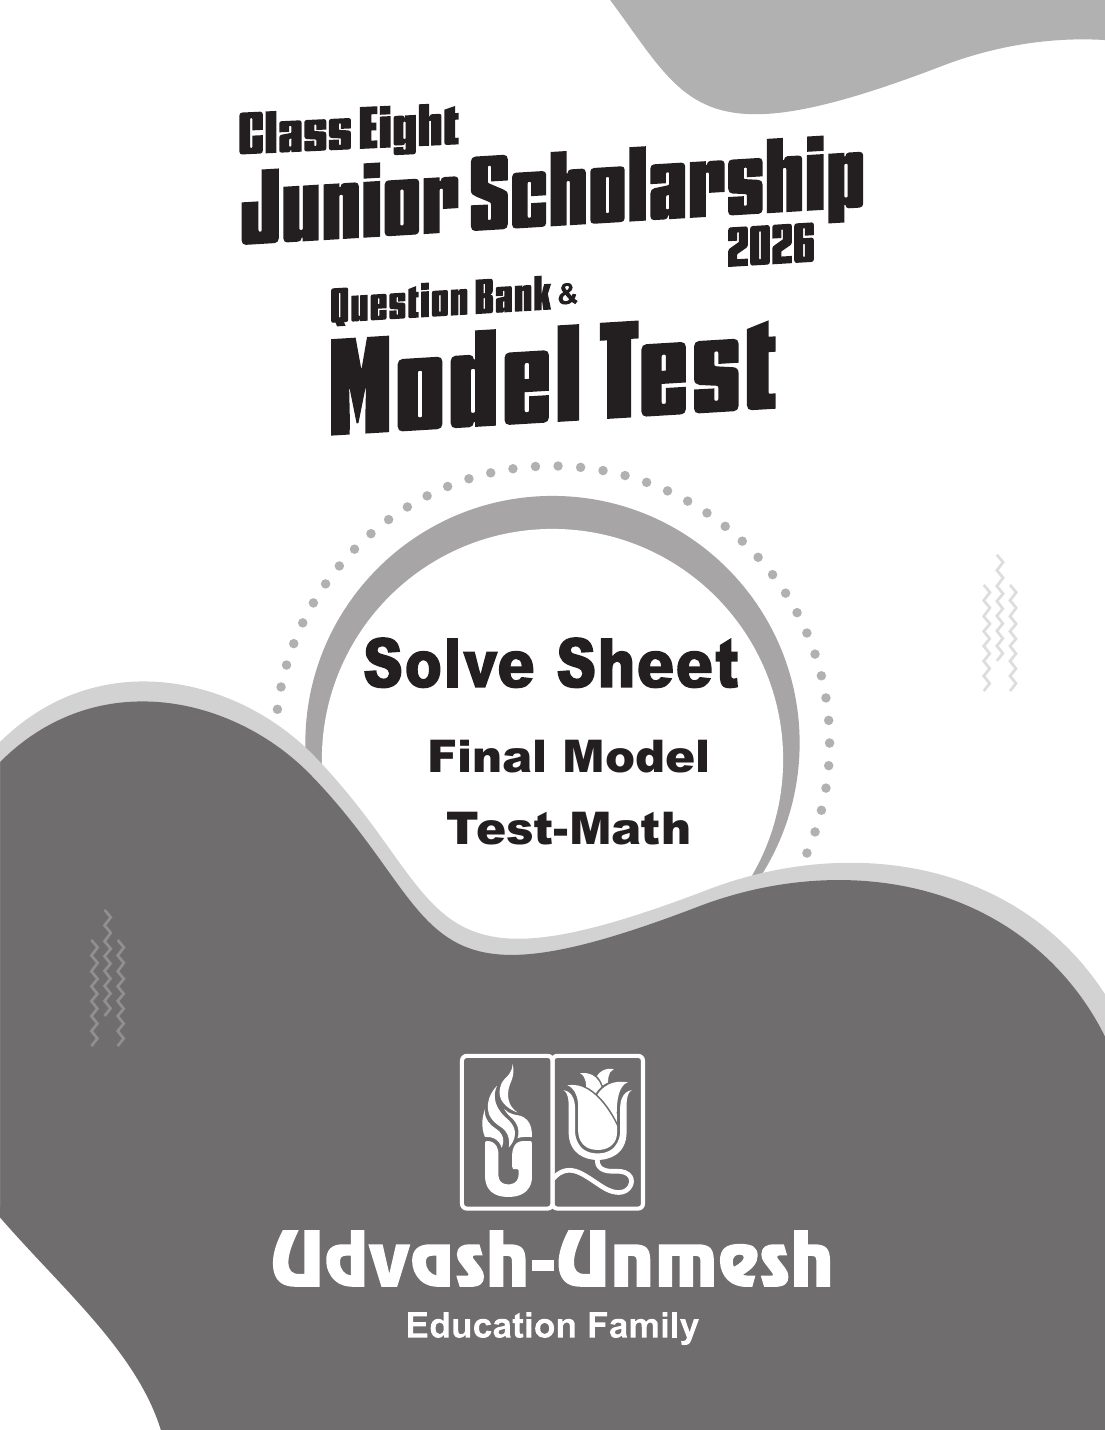 Class Eight
Junior Scholarship
2026
Question Bank &
Model Test
Solve Sheet
Final Model
Test-Math
Udvash-Unmesh
Education Family